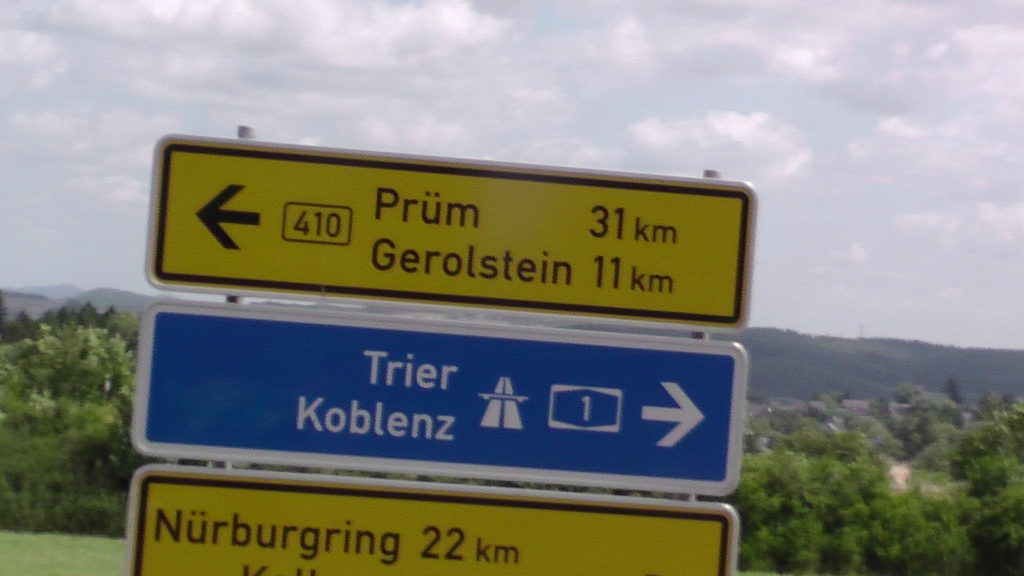 410 Prüm 31 km
Gerolstein 11 km
Trier
Koblenz 1
Nürburgring 22 km